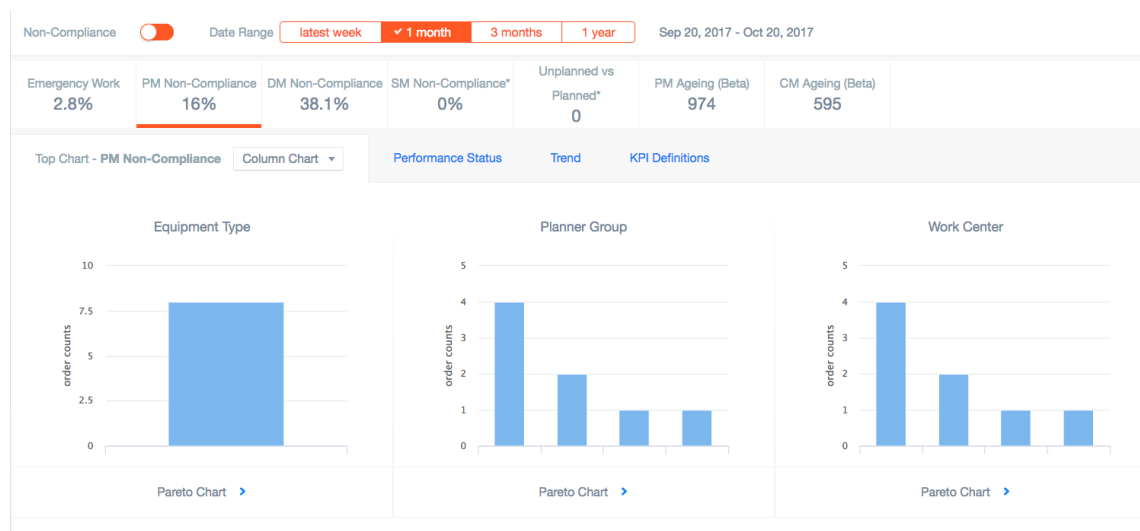 Non-Compliance Date Range latest week ✓ 1 month 3 months 1 year Sep 20, 2017 - Oct 20, 2017
Emergency Work
2.8%
PM Non-Compliance
16%
DM Non-Compliance
38.1%
SM Non-Compliance*
0%
Unplanned vs
Planned*
0
PM Ageing (Beta)
974
CM Ageing (Beta)
595
Top Chart - PM Non-Compliance Column Chart Performance Status Trend KPI Definitions
Equipment Type
order counts
10
7.5
5
2.5
0
Pareto Chart
Planner Group
order counts
5
4
3
2
1
0
Pareto Chart
Work Center
order counts
5
4
3
2
1
0
Pareto Chart